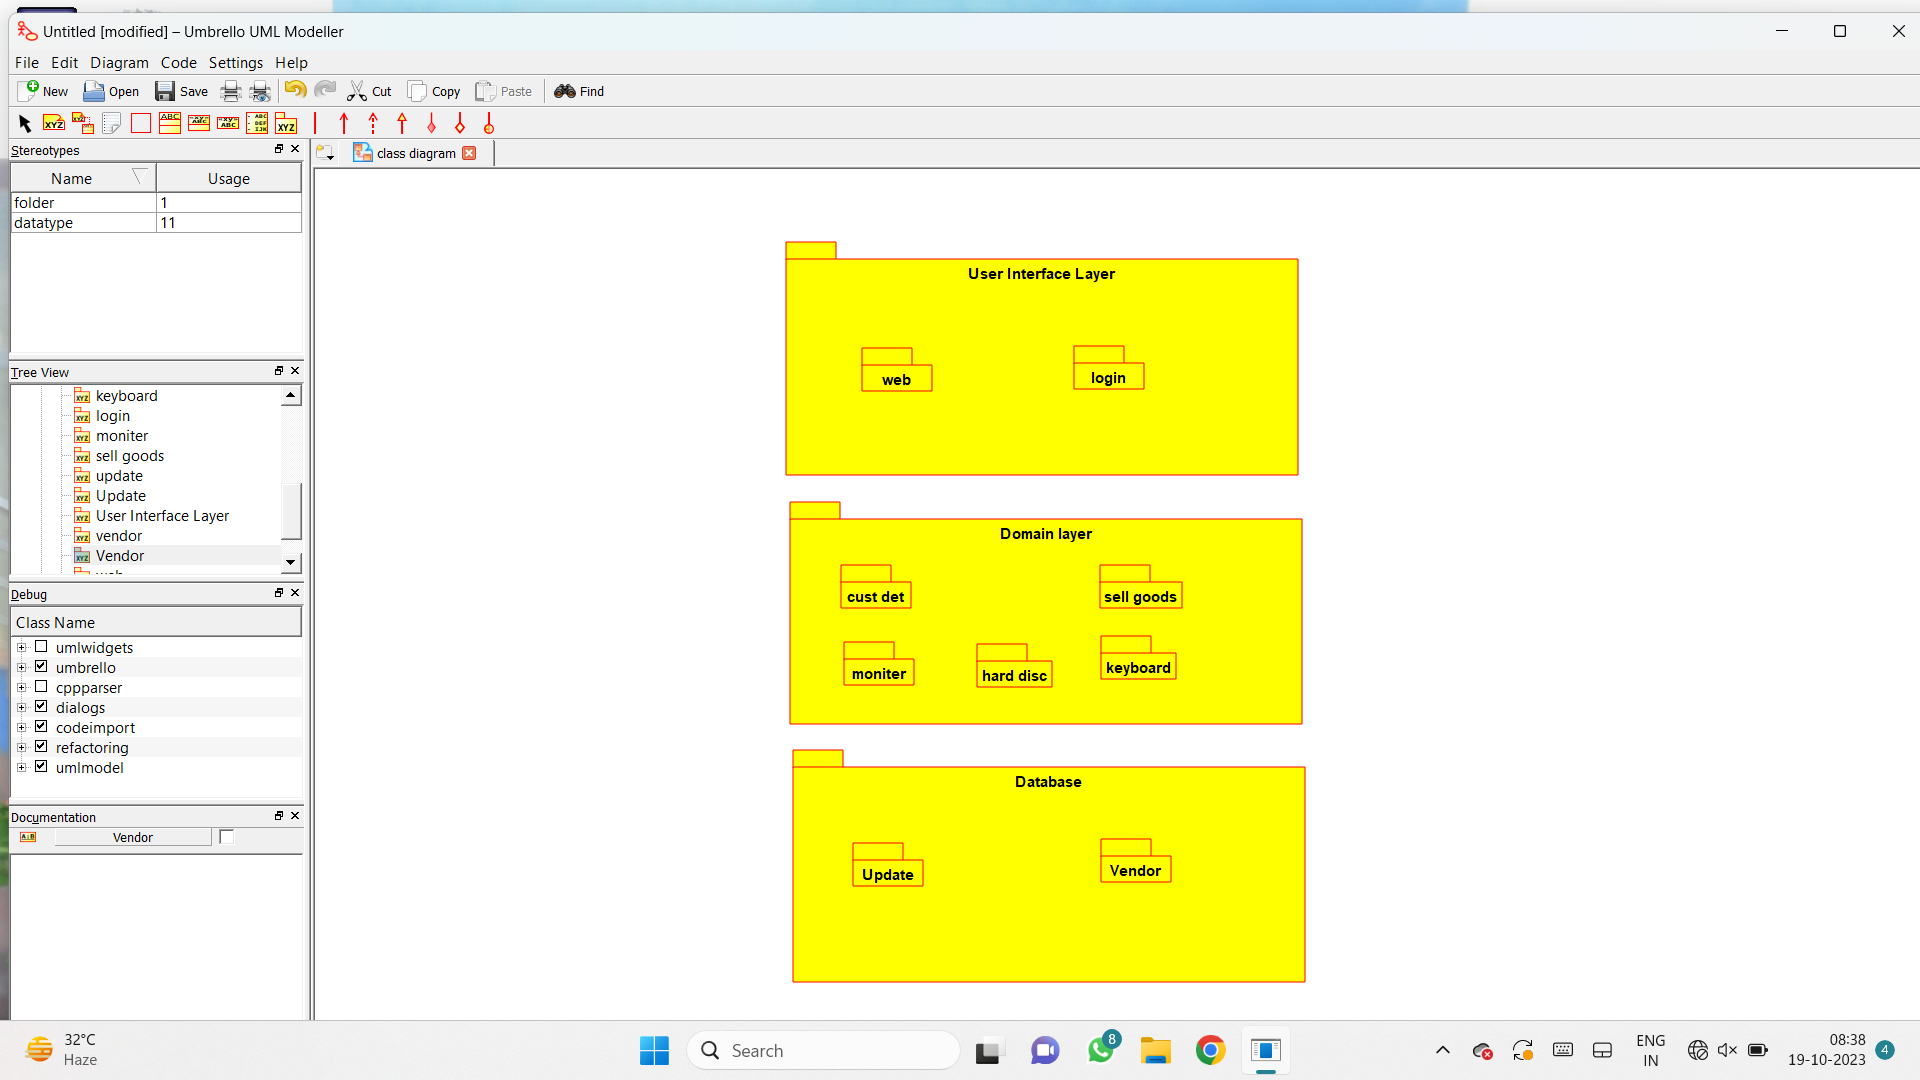 Untitled [modified] – Umbrello UML Modeller
File Edit Diagram Code Settings Help
New Open Save Cut Copy Paste Find
XYZ ABC XYZ
Stereotypes
class diagram
Name Usage
folder 1
datatype 11
Tree View
keyboard
login
moniter
sell goods
update
Update
User Interface Layer
vendor
Vendor
Debug
Class Name
umlwidgets
umbrello
cppparser
dialogs
codeimport
refactoring
umlmodel
Documentation
Vendor
User Interface Layer
web login
Domain layer
cust det sell goods
moniter hard disc keyboard
Database
Update Vendor
32°C
Haze
Search
8
ENG
IN
08:38
19-10-2023
4